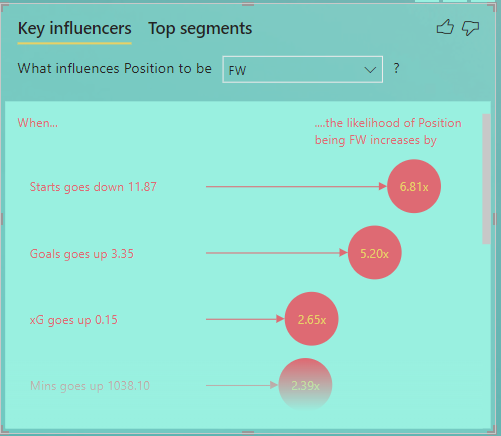 Key influencers Top segments
What influences Position to be FW ?
When...
....the likelihood of Position
being FW increases by
Starts goes down 11.87 6.81x
Goals goes up 3.35 5.20x
xG goes up 0.15 2.65x
Mins goes up 1038.10 2.39x